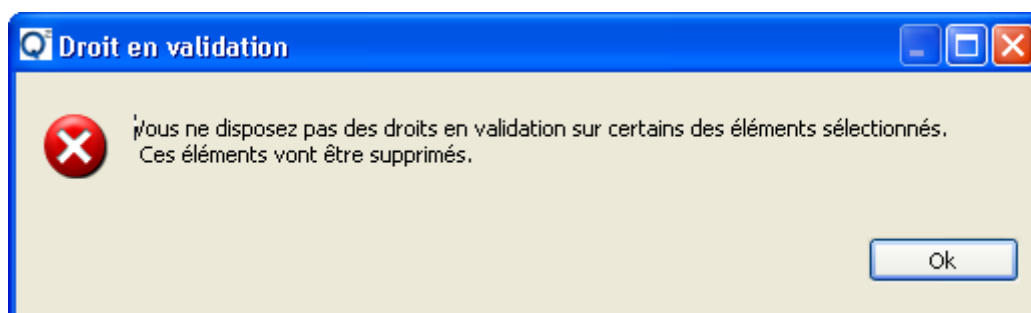 Droit en validation
Vous ne disposez pas des droits en validation sur certains des éléments sélectionnés.
Ces éléments vont être supprimés.
Ok